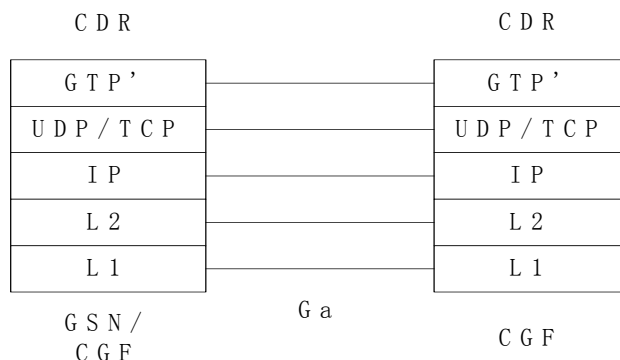 CDR
CDR
GTP'
GTP'
UDP/TCP
UDP/TCP
IP
IP
L2
L2
L1
L1
Ga
GSN/
CGF
CGF